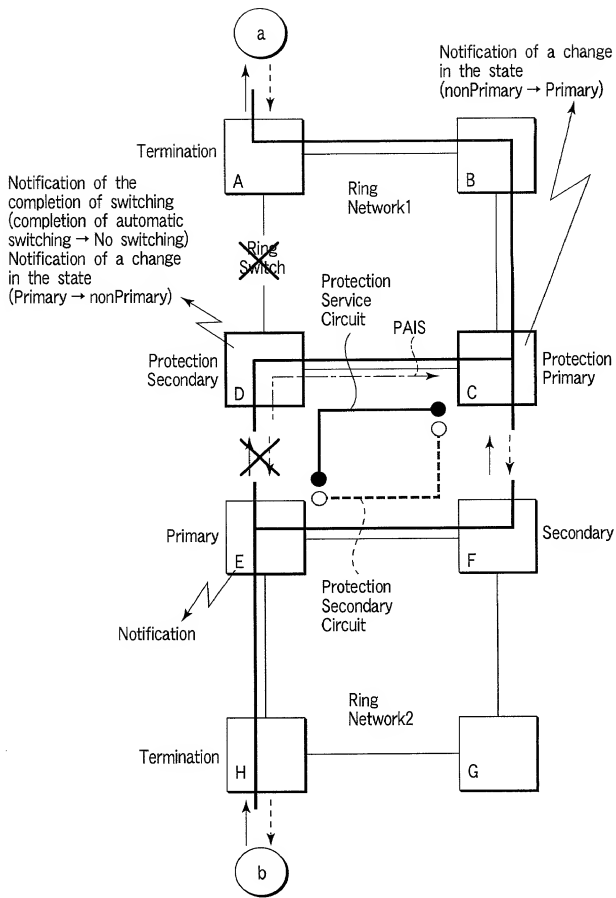 a
Notification of a change
in the state
(nonPrimary → Primary)
Termination
A
B
Ring
Network1
Notification of the
completion of switching
(completion of automatic
switching → No switching)
Notification of a change
in the state
(Primary → nonPrimary)
Ring
Switch
Protection
Service
Circuit
PAIS
Protection
Secondary
D
C
Protection
Primary
Primary
E
F
Secondary
Notification
Protection
Secondary
Circuit
Ring
Network2
Termination
H
G
b